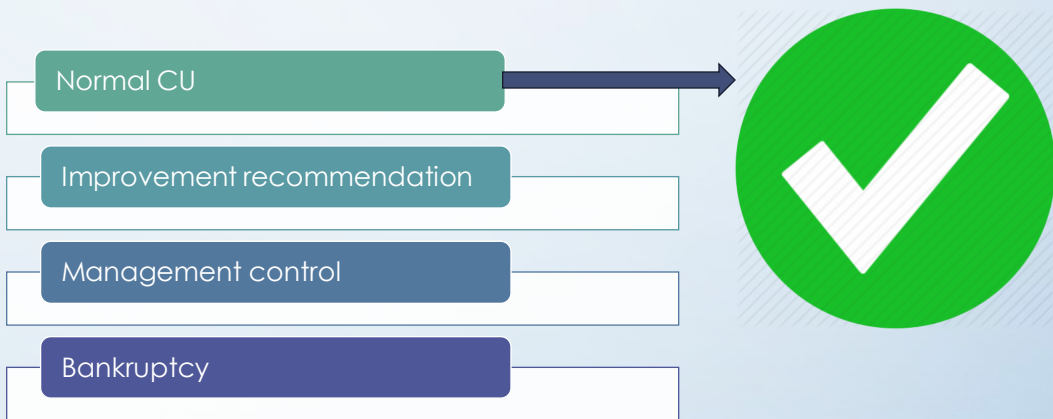 Normal CU
Improvement recommendation
Management control
Bankruptcy